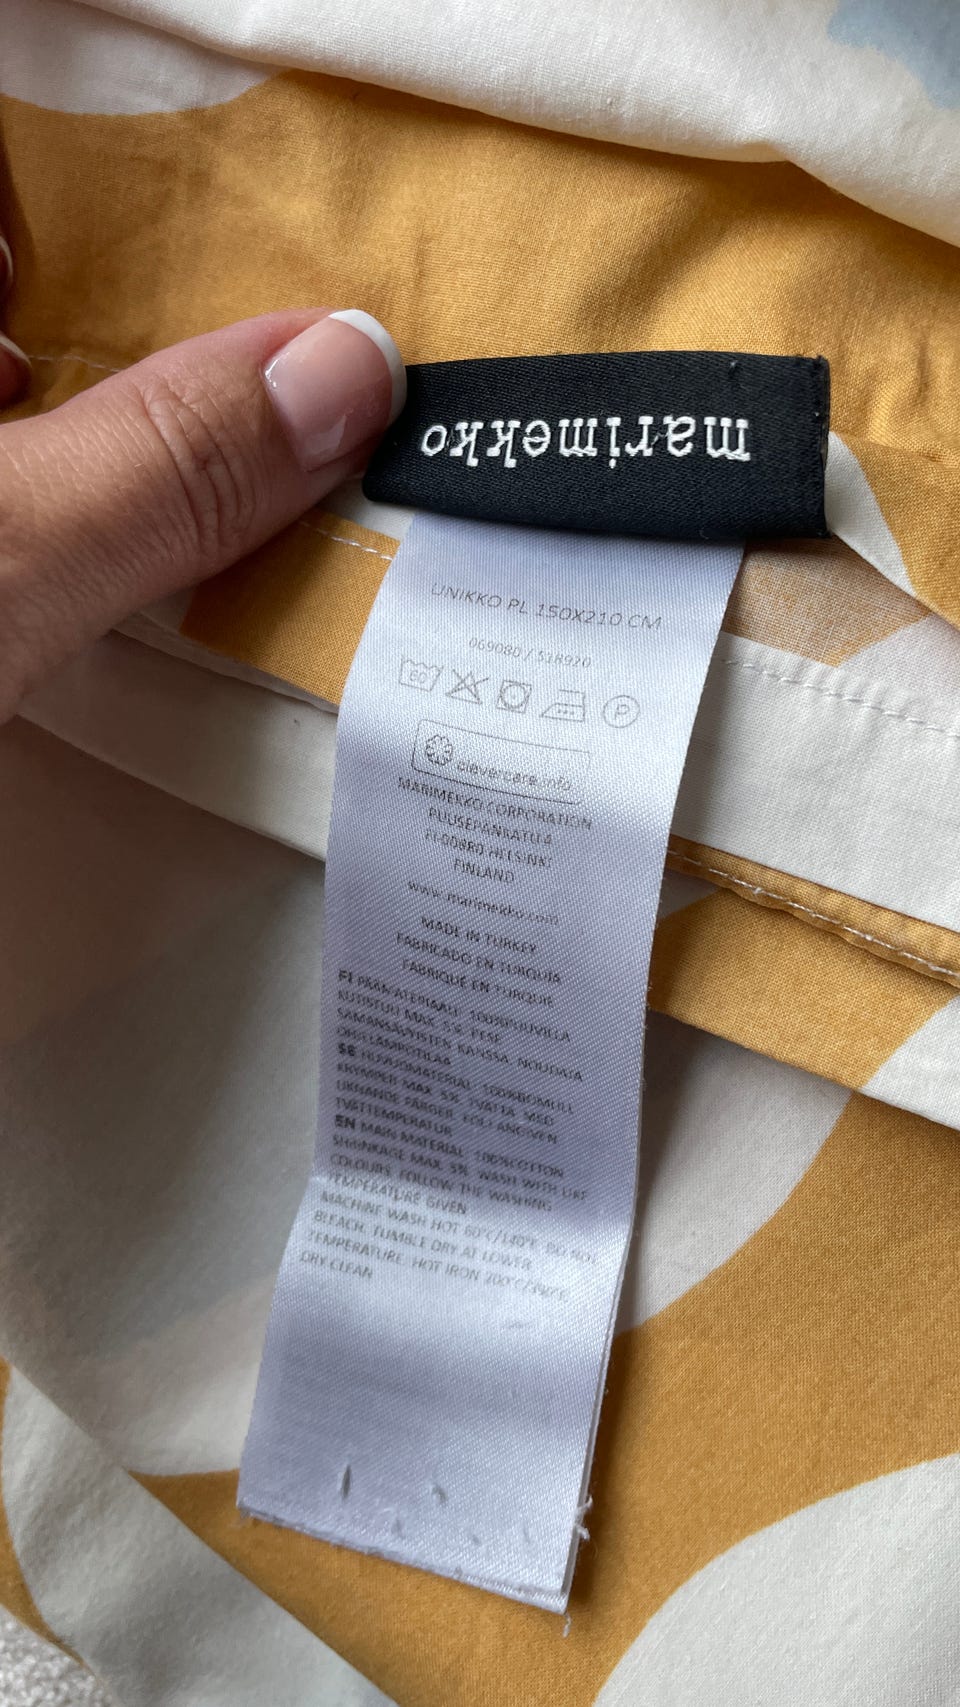 marimekko
UNIKKO PL 150X210 CM
069080 / 518920
60
P
clevercare.info
MARIMEKKO CORPORATION
PUUSEPÄNKATU 4
FI-00880 HELSINKI
FINLAND
www.marimekko.com
MADE IN TURKEY
FABRICADO EN TURQUÍA
FABRIQUÉ EN TURQUIE
FI PÄÄMATERIAALI: 100%PUUVILLA
KUTISTUU MAX. 5%. PESE
SAMANSÄVYISTEN KANSSA. NOUDATA
OHJELÄMPÖTILAA
SE HUVUDMATERIAL: 100%BOMULL
KRYMPER MAX. 5%. TVÄTTA MED
LIKNANDE FÄRGER. FÖLJ ANGIVEN
TVÄTTEMPERATUR
EN MAIN MATERIAL: 100%COTTON
SHRINKAGE MAX. 5%. WASH WITH LIKE
COLOURS. FOLLOW THE WASHING
TEMPERATURE GIVEN
MACHINE WASH HOT 60°C/140°F. DO NOT
BLEACH. TUMBLE DRY AT LOWER
TEMPERATURE. HOT IRON 200°C/390°F.
DRY CLEAN